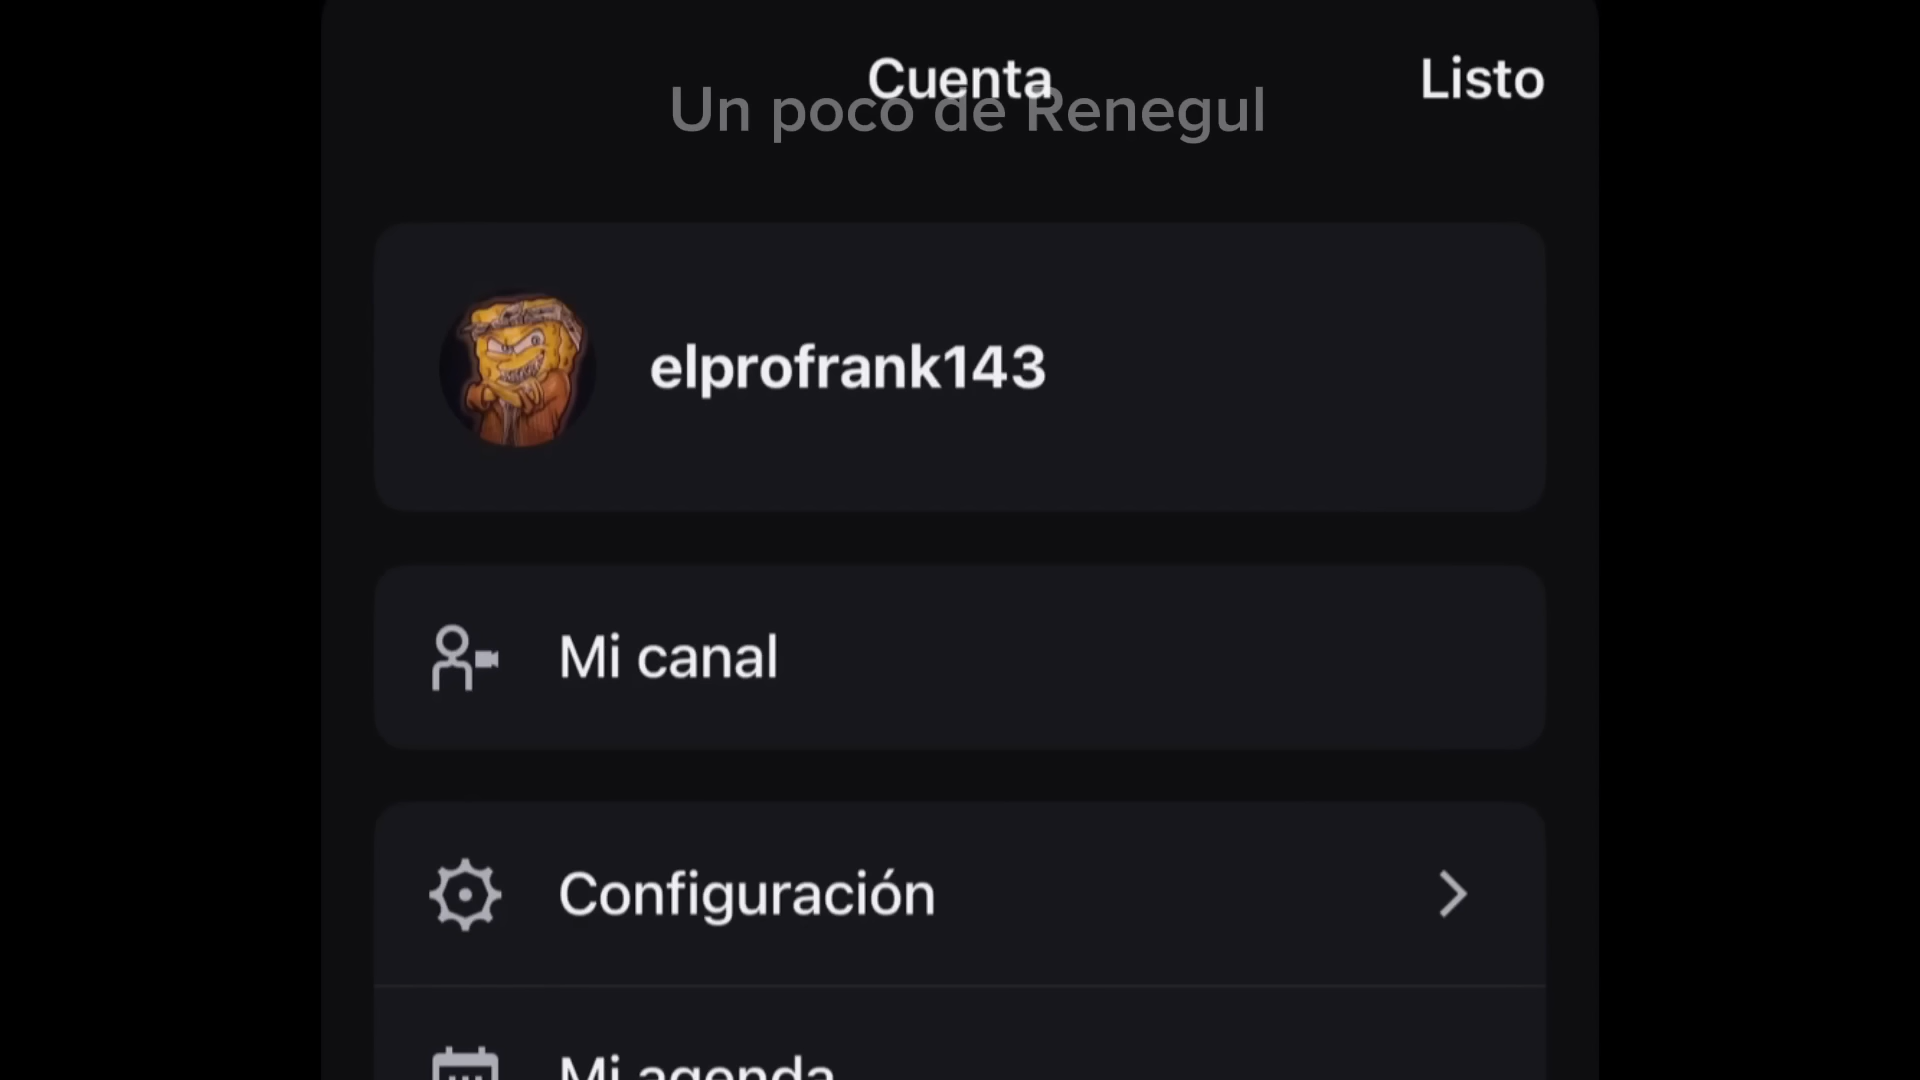 Cuenta
Listo
Un poco de Renegul
elprofrank143
Mi canal
Configuración
Mi agenda